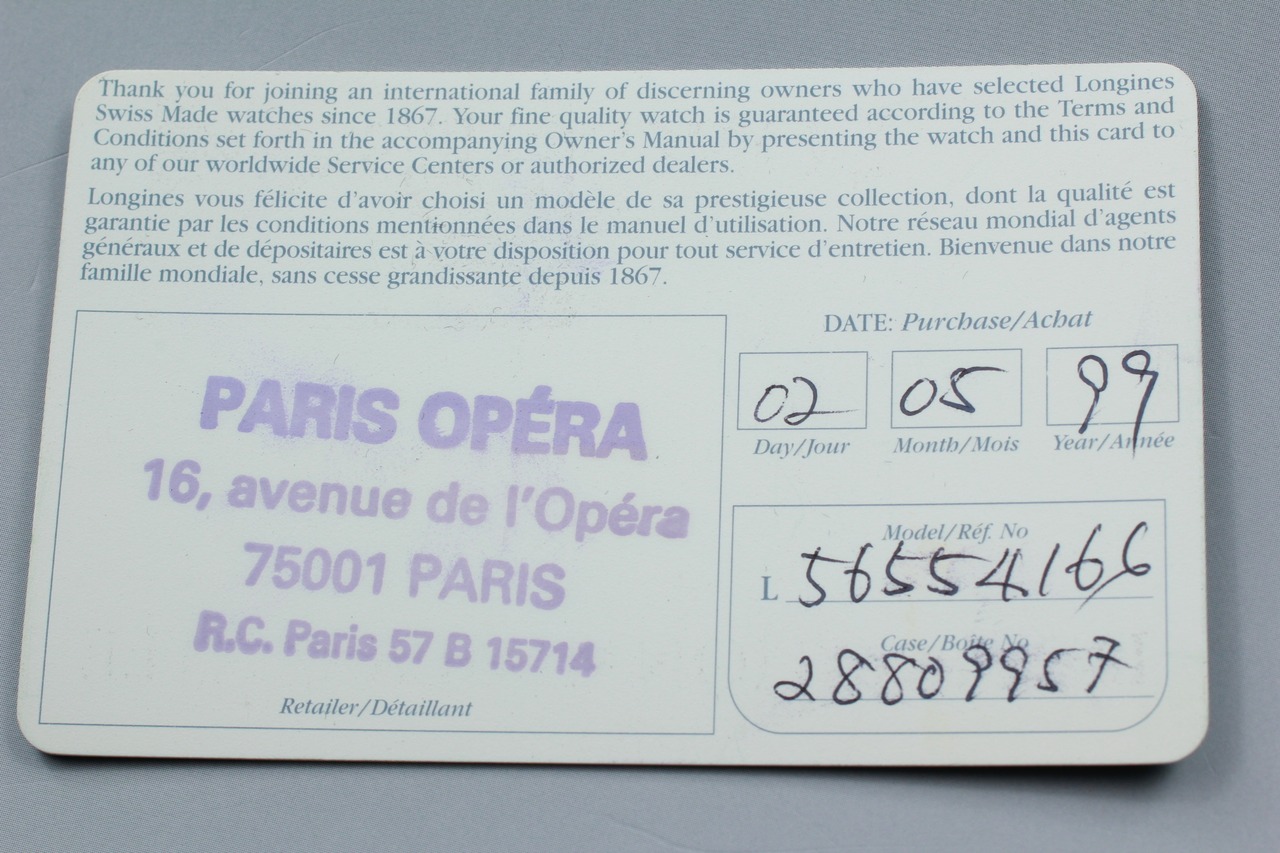 Thank you for joining an international family of discerning owners who have selected Longines
Swiss Made watches since 1867. Your fine quality watch is guaranteed according to the Terms and
Conditions set forth in the accompanying Owner's Manual by presenting the watch and this card to
any of our worldwide Service Centers or authorized dealers.
Longines vous félicite d'avoir choisi un modèle de sa prestigieuse collection, dont la qualité est
garantie par les conditions mentionnées dans le manuel d'utilisation. Notre réseau mondial d'agents
généraux et de dépositaires est à votre disposition pour tout service d'entretien. Bienvenue dans notre
famille mondiale, sans cesse grandissante depuis 1867.
PARIS OPÉRA
16, avenue de l'Opéra
75001 PARIS
R.C. Paris 57 B 15714
Retailer/Détaillant
DATE: Purchase/Achat
02 05 99
Day/Jour Month/Mois Year/Année
Model/Réf. No
L 56554166
Case/Boîte No
28809957